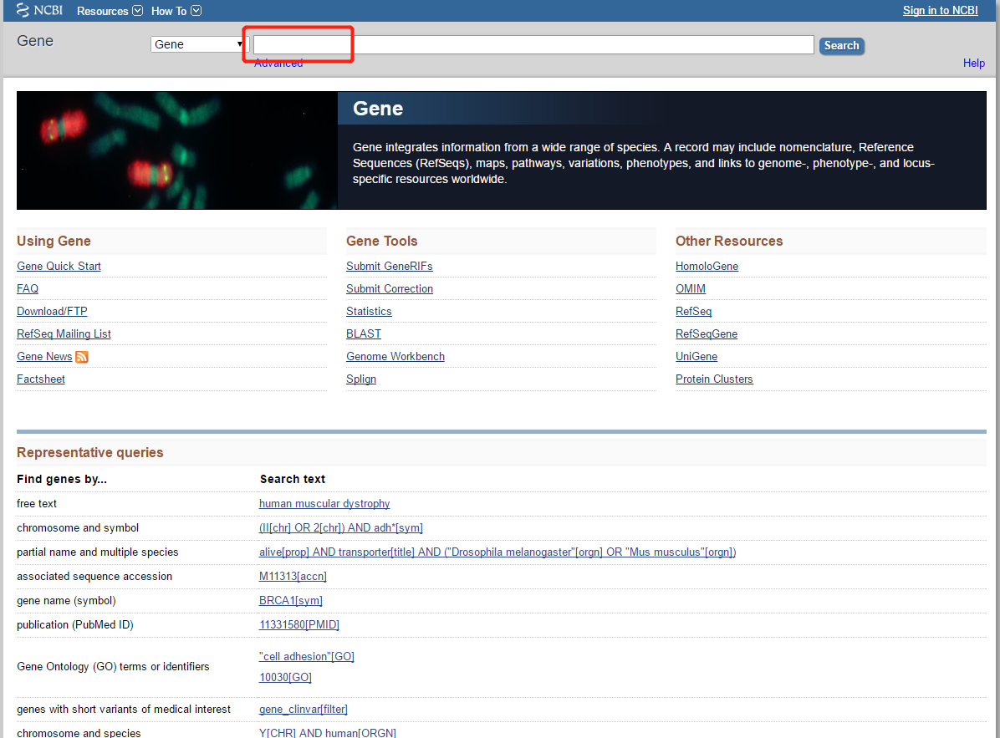 NCBI Resources How To Sign in to NCBI
Gene Gene Search
Advanced Help
Gene
Gene integrates information from a wide range of species. A record may include nomenclature, Reference
Sequences (RefSeqs), maps, pathways, variations, phenotypes, and links to genome-, phenotype-, and locus-
specific resources worldwide.
Using Gene
Gene Quick Start
FAQ
Download/FTP
RefSeq Mailing List
Gene News
Factsheet
Gene Tools
Submit GeneRIFs
Submit Correction
Statistics
BLAST
Genome Workbench
Splign
Other Resources
HomoloGene
OMIM
RefSeq
RefSeqGene
UniGene
Protein Clusters
Representative queries
Find genes by... Search text
free text human muscular dystrophy
chromosome and symbol (II[chr] OR 2[chr]) AND adh*[sym]
partial name and multiple species alive[prop] AND transporter[title] AND ("Drosophila melanogaster"[orgn] OR "Mus musculus"[orgn])
associated sequence accession M11313[accn]
gene name (symbol) BRCA1[sym]
publication (PubMed ID) 11331580[PMID]
Gene Ontology (GO) terms or identifiers "cell adhesion"[GO]
10030[GO]
genes with short variants of medical interest gene_clinvar[filter]
chromosome and species Y[CHR] AND human[ORGN]